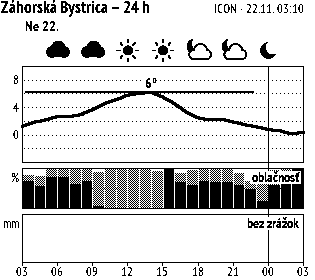 Záhorská Bystrica – 24 h
ICON · 22.11. 03:10
Ne 22.
6°
8
4
0
%
oblačnosť
mm
bez zrážok
03 06 09 12 15 18 21 00 03